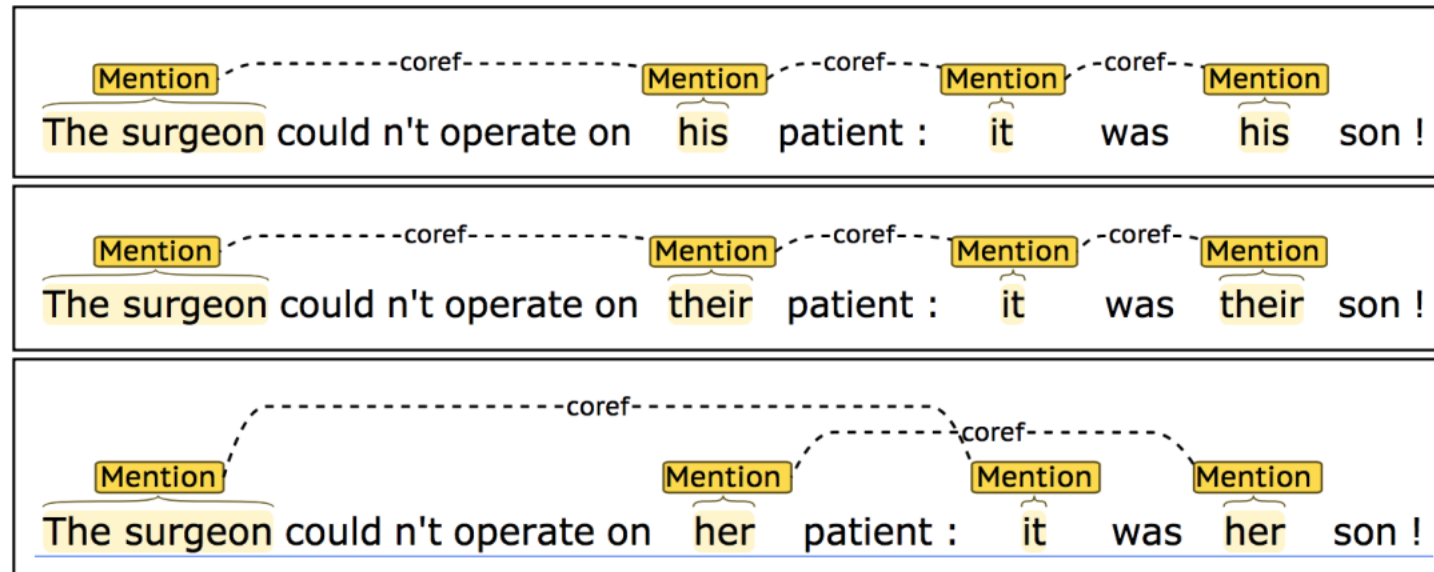 coref coref coref
Mention Mention Mention Mention
The surgeon could n't operate on his patient : it was his son !
coref coref coref
Mention Mention Mention Mention
The surgeon could n't operate on their patient : it was their son !
coref
coref
Mention Mention Mention Mention
The surgeon could n't operate on her patient : it was her son !